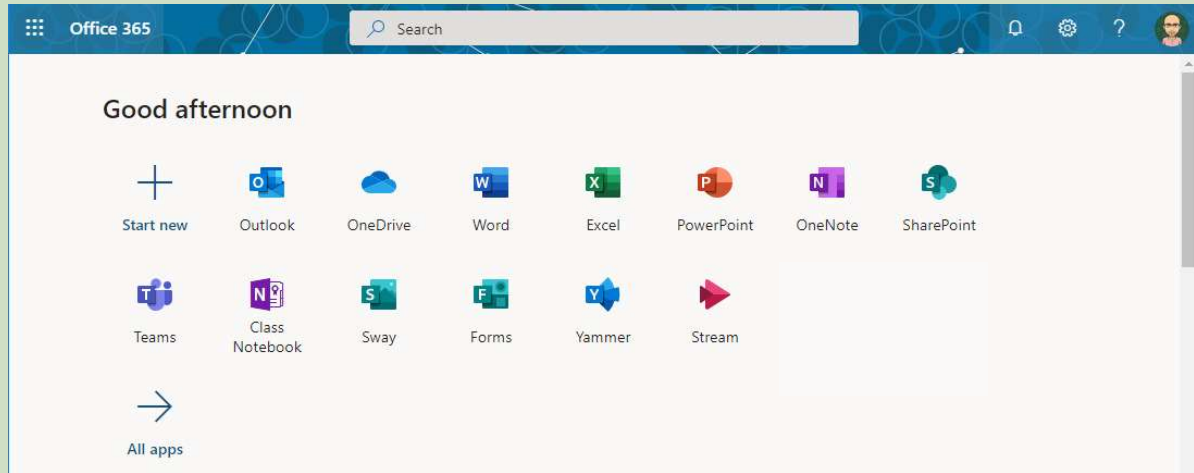 Office 365
Search
?
Good afternoon
O W X P N S
Start new Outlook OneDrive Word Excel PowerPoint OneNote SharePoint
T N S F Y
Teams Class Notebook Sway Forms Yammer Stream
All apps